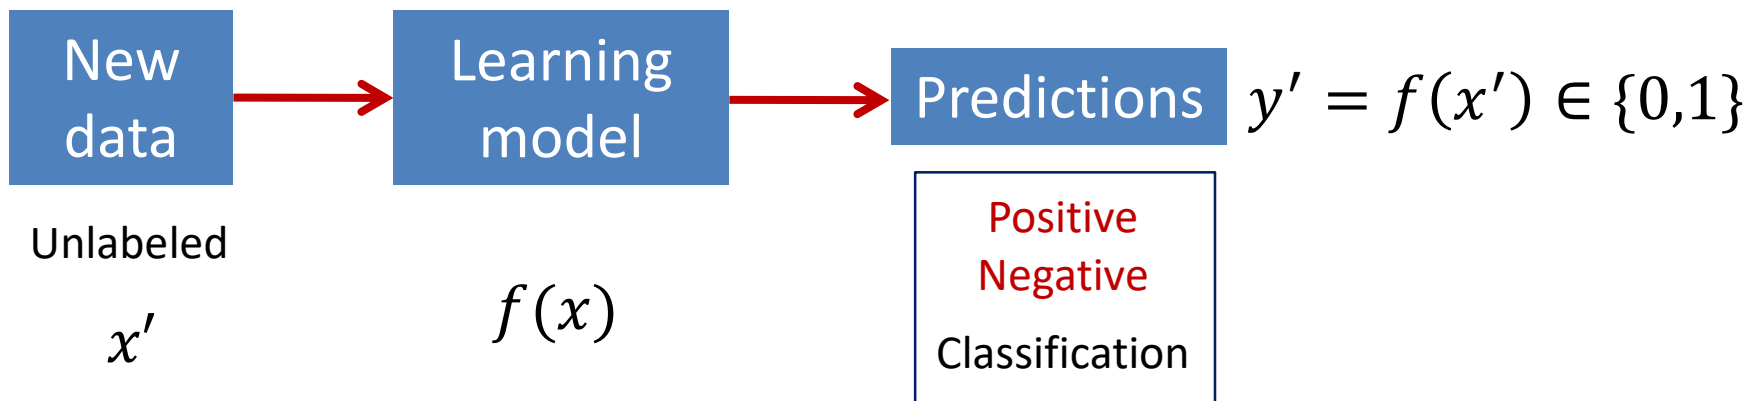 New
data
Learning
model
Predictions
y′ = f(x′) ∈ {0,1}
Unlabeled
x′
f(x)
Positive
Negative
Classification